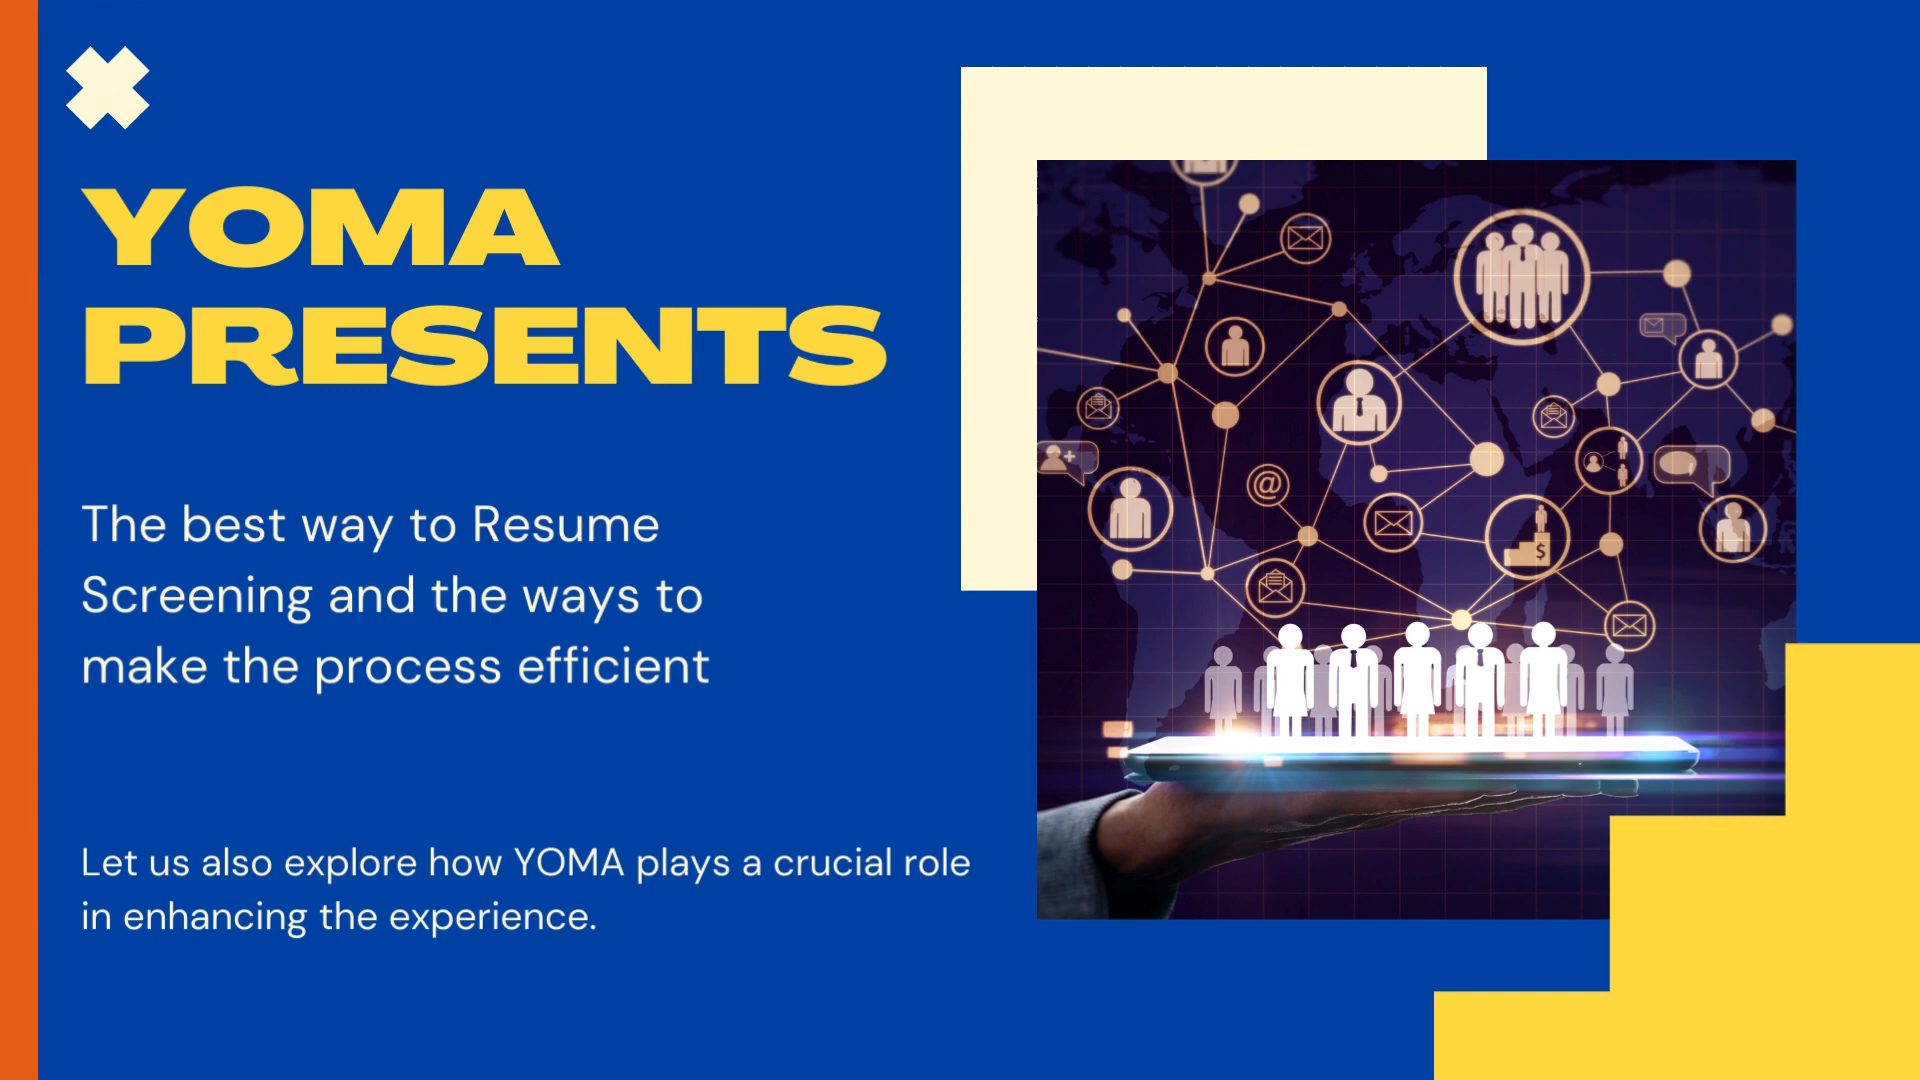 YOMA
PRESENTS
The best way to Resume
Screening and the ways to
make the process efficient
Let us also explore how YOMA plays a crucial role
in enhancing the experience.
@
$